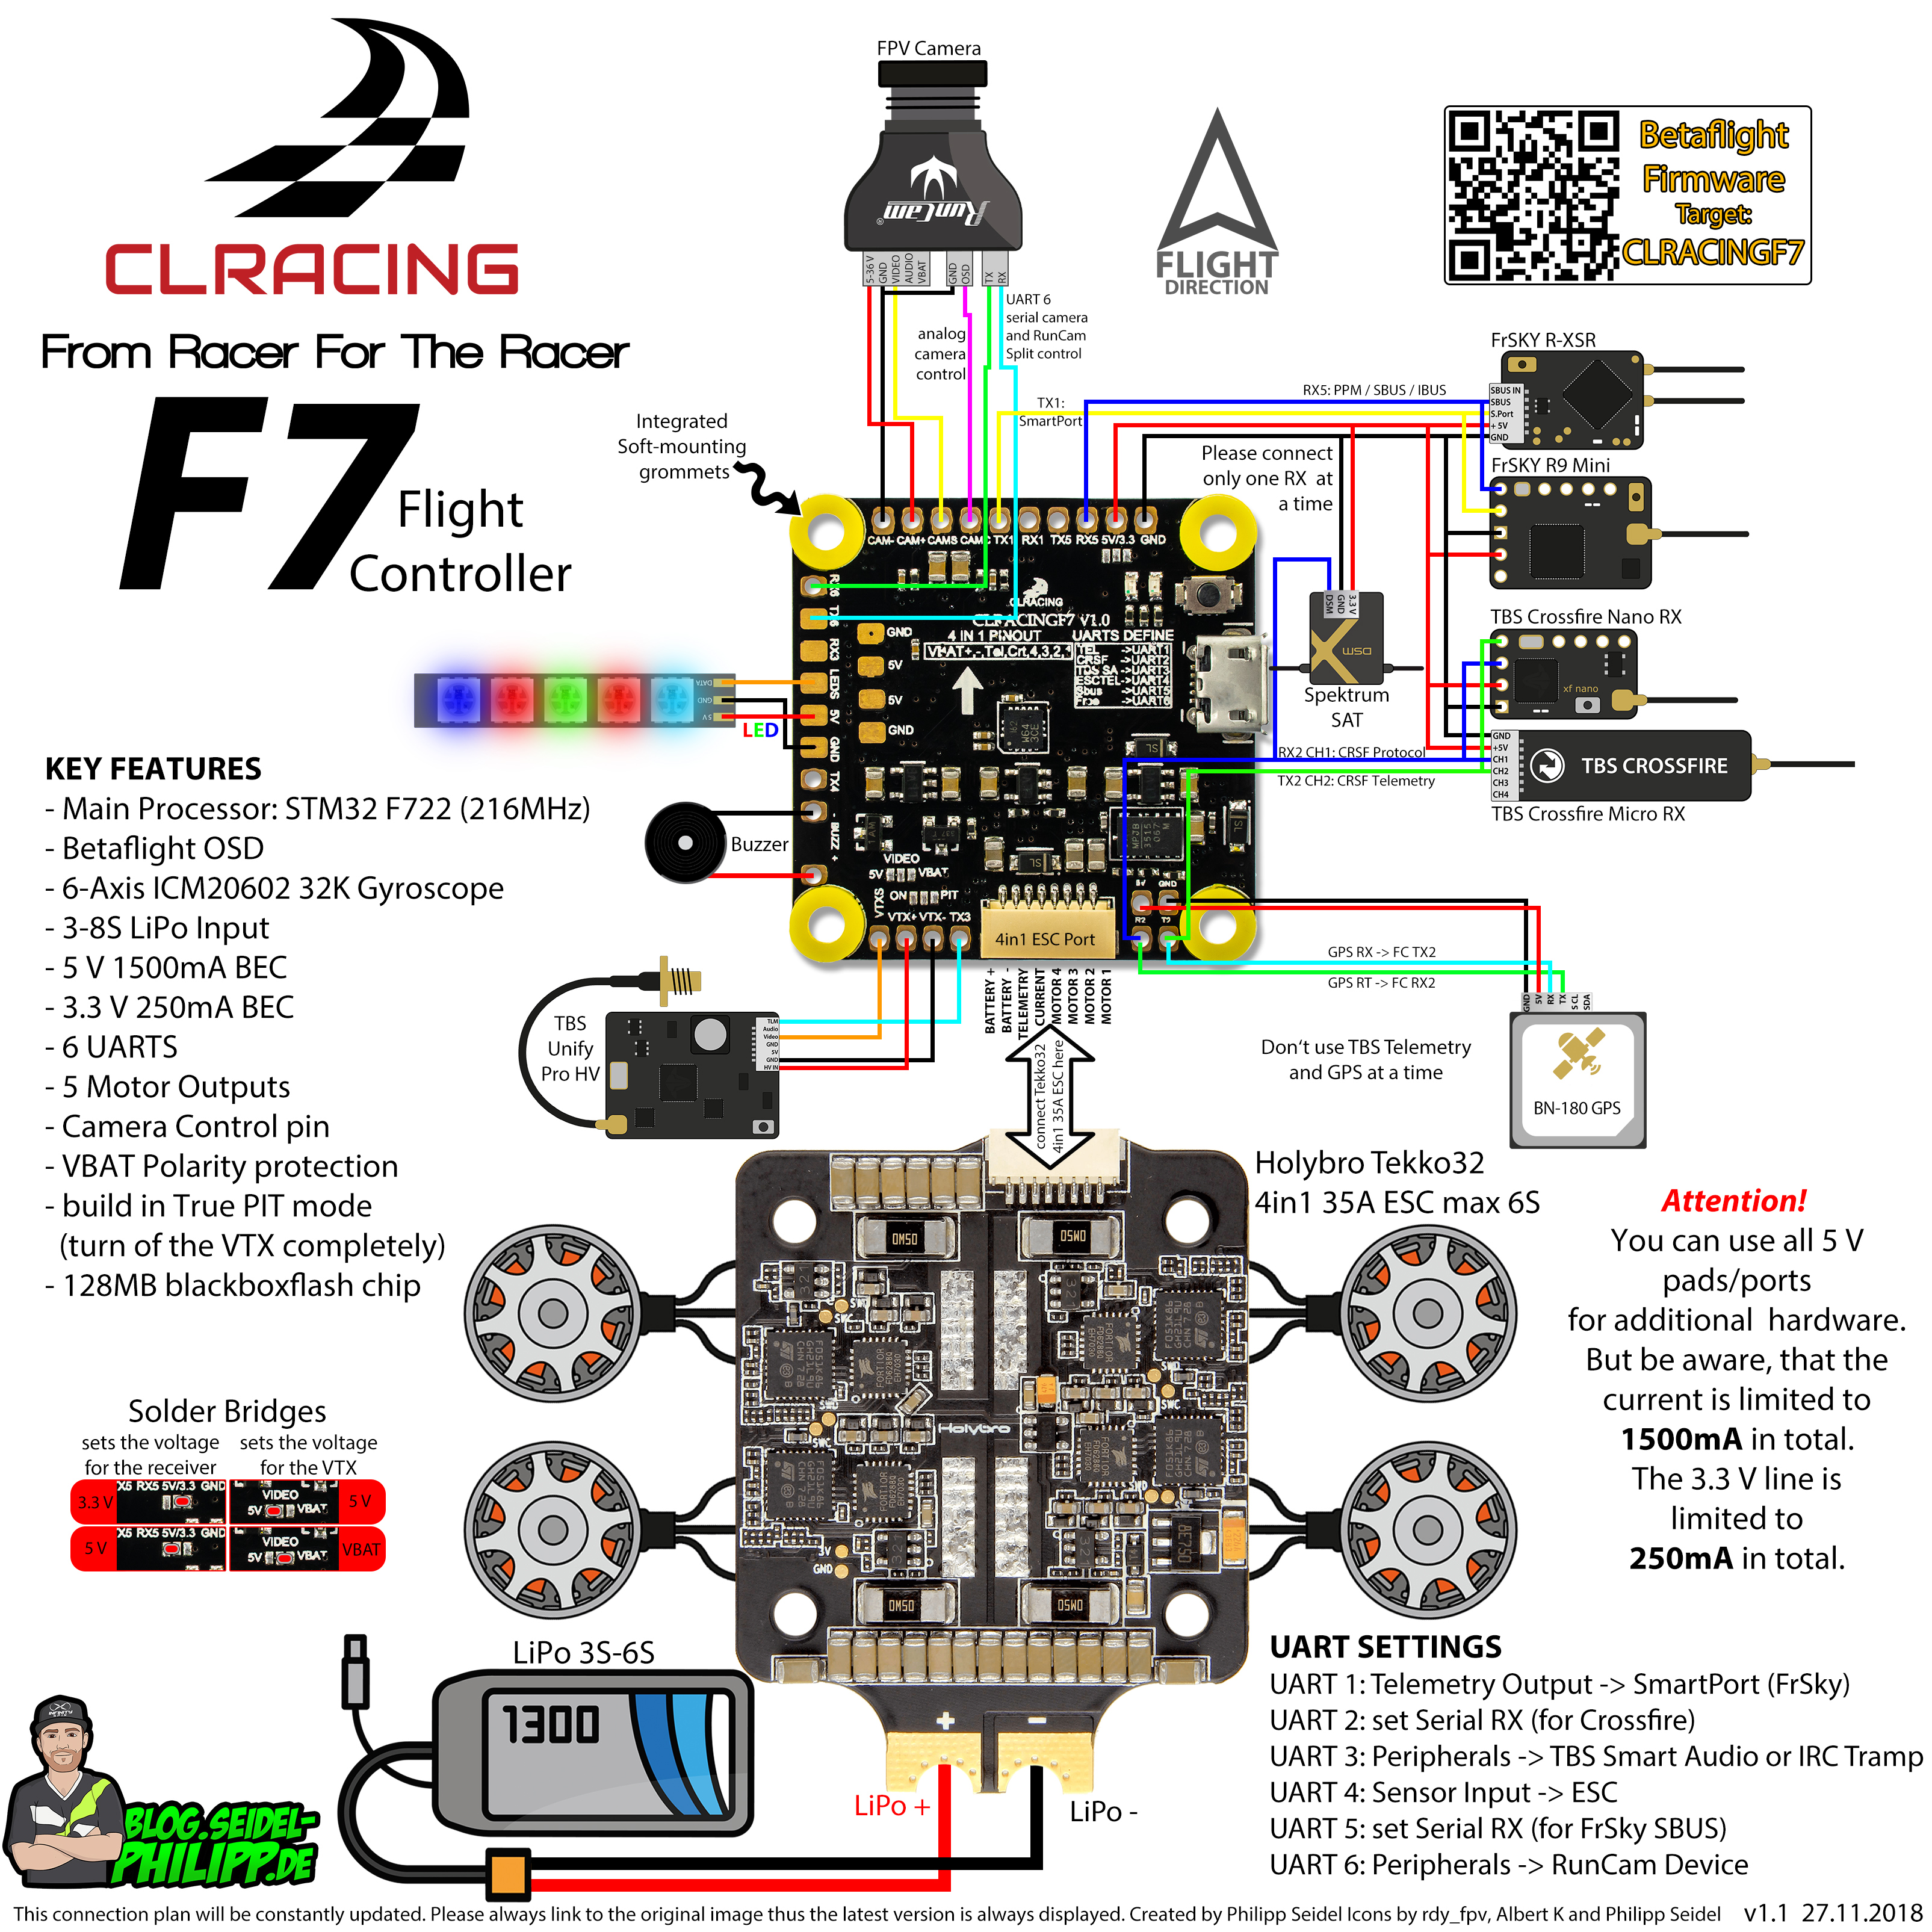 CLRACING
From Racer For The Racer
F7
Flight
Controller
FPV Camera
RunCam®
5-36 V
GND
VIDEO
AUDIO
VBAT
GND
OSD
TX
RX
UART 6
serial camera
and RunCam
Split control
analog
camera
control
FLIGHT
DIRECTION
Betaflight
Firmware
Target:
CLRACINGF7
Integrated
Soft-mounting
grommets
TX1:
SmartPort
RX5: PPM / SBUS / IBUS
Please connect
only one RX at
a time
FrSKY R-XSR
SBUS IN
SBUS
S.Port
+ 5V
GND
FrSKY R9 Mini
TBS Crossfire Nano RX
xf nano
GND
+5V
CH1
CH2
CH3
CH4
TBS CROSSFIRE
TBS Crossfire Micro RX
DSM
GND
3.3 V
DSM
Spektrum
SAT
RX2 CH1: CRSF Protocol
TX2 CH2: CRSF Telemetry
CAM- CAM+ CAMS CAMC TX1 RX1 TX5 RX5 5V/3.3 GND
CLRACING
CLRACINGF7 V1.0
4 IN 1 PINOUT
VBAT+,-,Tel,Crt,4,3,2,1
UARTS DEFINE
TEL ->UART1
CRSF ->UART2
TBS SA->UART3
ESCTEL->UART4
Sbus ->UART5
Free ->UART6
RX3
LEDS
5V
GND
TX4
- BUZZ +
GND
5V
5V
GND
VIDEO
5V VBAT
ON PIT
VTXS
VTX+ VTX- TX3
5V GND
R2 T2
4in1 ESC Port
DATA
GND
5 V
LED
Buzzer
KEY FEATURES
- Main Processor: STM32 F722 (216MHz)
- Betaflight OSD
- 6-Axis ICM20602 32K Gyroscope
- 3-8S LiPo Input
- 5 V 1500mA BEC
- 3.3 V 250mA BEC
- 6 UARTS
- 5 Motor Outputs
- Camera Control pin
- VBAT Polarity protection
- build in True PIT mode
(turn of the VTX completely)
- 128MB blackboxflash chip
TBS
Unify
Pro HV
TLM
Audio
Video
GND
5V
GND
HV IN
BATTERY +
BATTERY -
TELEMETRY
CURRENT
MOTOR 4
MOTOR 3
MOTOR 2
MOTOR 1
connect Tekko32
4in1 35A ESC here
GPS RX -> FC TX2
GPS RT -> FC RX2
Don't use TBS Telemetry
and GPS at a time
GND
5V
RX
TX
S CL
SDA
BN-180 GPS
Holybro Tekko32
4in1 35A ESC max 6S
Attention!
You can use all 5 V
pads/ports
for additional hardware.
But be aware, that the
current is limited to
1500mA in total.
The 3.3 V line is
limited to
250mA in total.
Holybro
Solder Bridges
sets the voltage
for the receiver
sets the voltage
for the VTX
3.3 V
X5 RX5 5V/3.3 GND
VIDEO
5V VBAT
5 V
5 V
X5 RX5 5V/3.3 GND
VIDEO
5V VBAT
VBAT
LiPo 3S-6S
1300
+
-
LiPo +
LiPo -
UART SETTINGS
UART 1: Telemetry Output -> SmartPort (FrSky)
UART 2: set Serial RX (for Crossfire)
UART 3: Peripherals -> TBS Smart Audio or IRC Tramp
UART 4: Sensor Input -> ESC
UART 5: set Serial RX (for FrSky SBUS)
UART 6: Peripherals -> RunCam Device
BLOG.SEIDEL-
PHILIPP.DE
This connection plan will be constantly updated. Please always link to the original image thus the latest version is always displayed. Created by Philipp Seidel Icons by rdy_fpv, Albert K and Philipp Seidel v1.1 27.11.2018